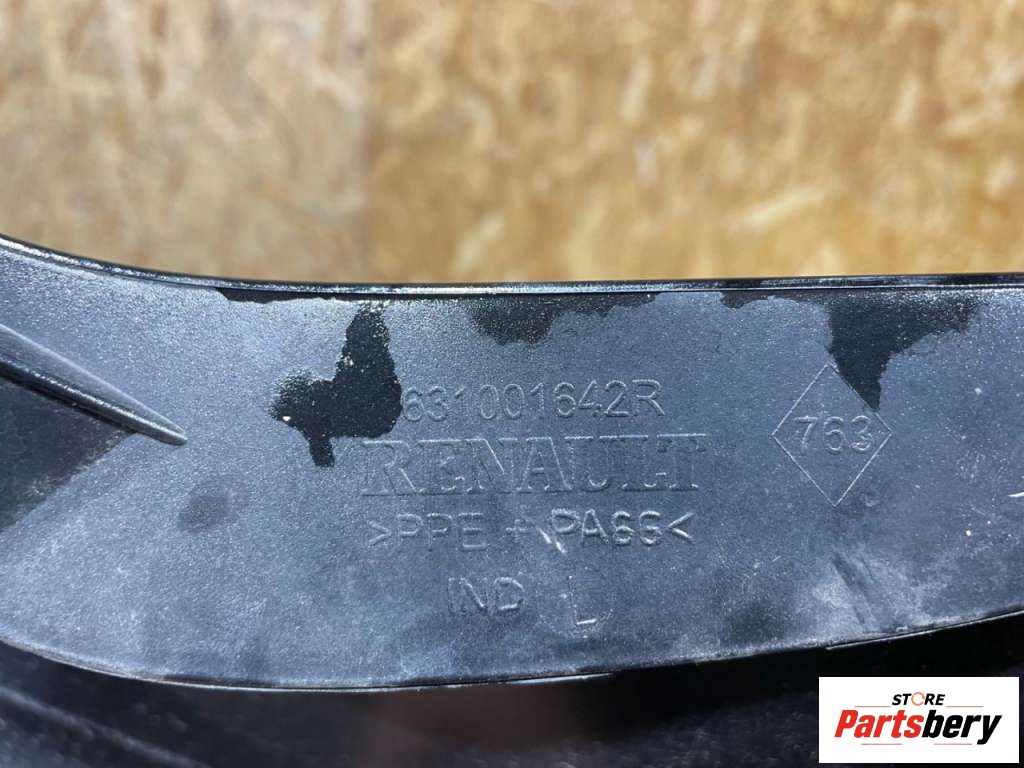 631001642R
RENAULT
763
>PPE + PA66<
IND
STORE
Partsbery